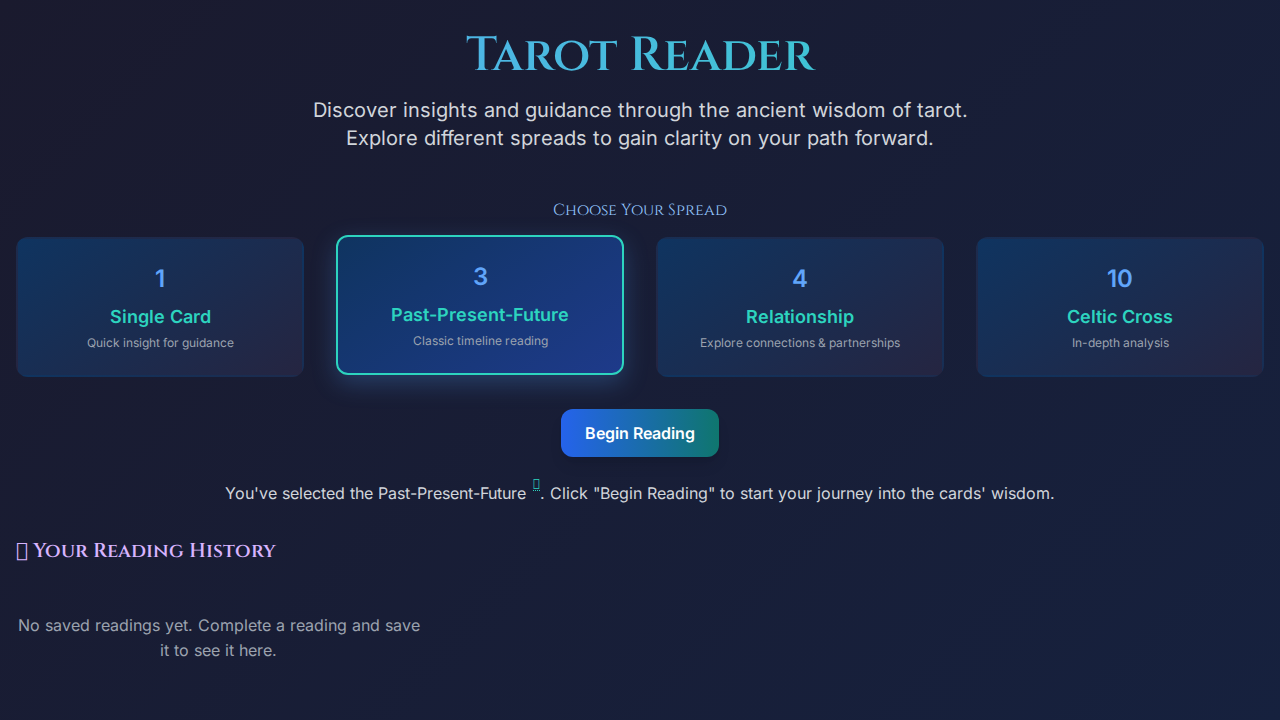 Tarot Reader
Discover insights and guidance through the ancient wisdom of tarot.
Explore different spreads to gain clarity on your path forward.
Choose Your Spread
1
Single Card
Quick insight for guidance
3
Past-Present-Future
Classic timeline reading
4
Relationship
Explore connections & partnerships
10
Celtic Cross
In-depth analysis
Begin Reading
You've selected the Past-Present-Future . Click "Begin Reading" to start your journey into the cards' wisdom.
Your Reading History
No saved readings yet. Complete a reading and save
it to see it here.